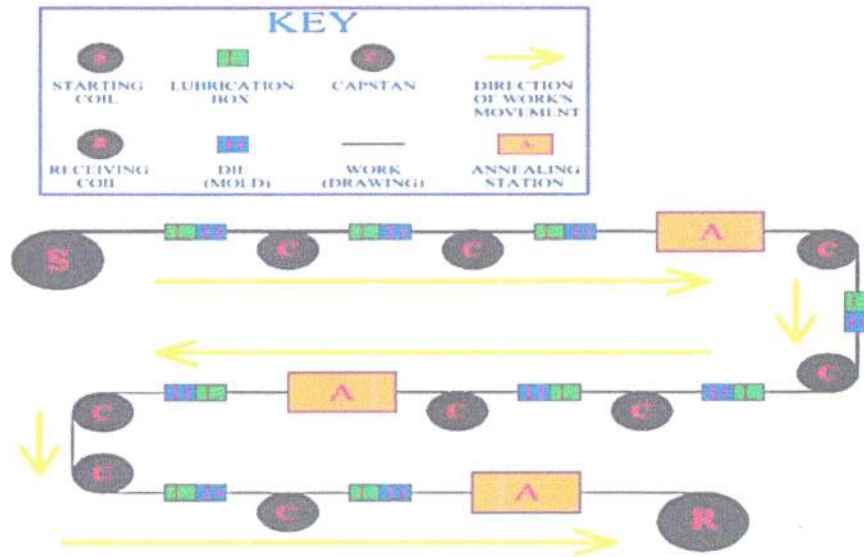 KEY
S C
STARTING COIL LUBRICATION BOX CAPSTAN DIRECTION OF WORK'S MOVEMENT
R A
RECEIVING COIL DIE (MOLD) WORK (DRAWING) ANNEALING STATION
S C C A C
C
C A C C
C C A R